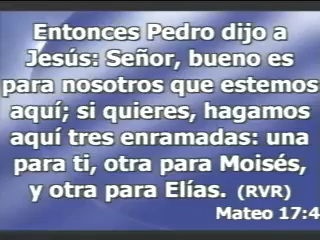 Entonces Pedro dijo a
Jesús: Señor, bueno es
para nosotros que estemos
aquí; si quieres, hagamos
aquí tres enramadas: una
para ti, otra para Moisés,
y otra para Elías. (RVR)
Mateo 17:4